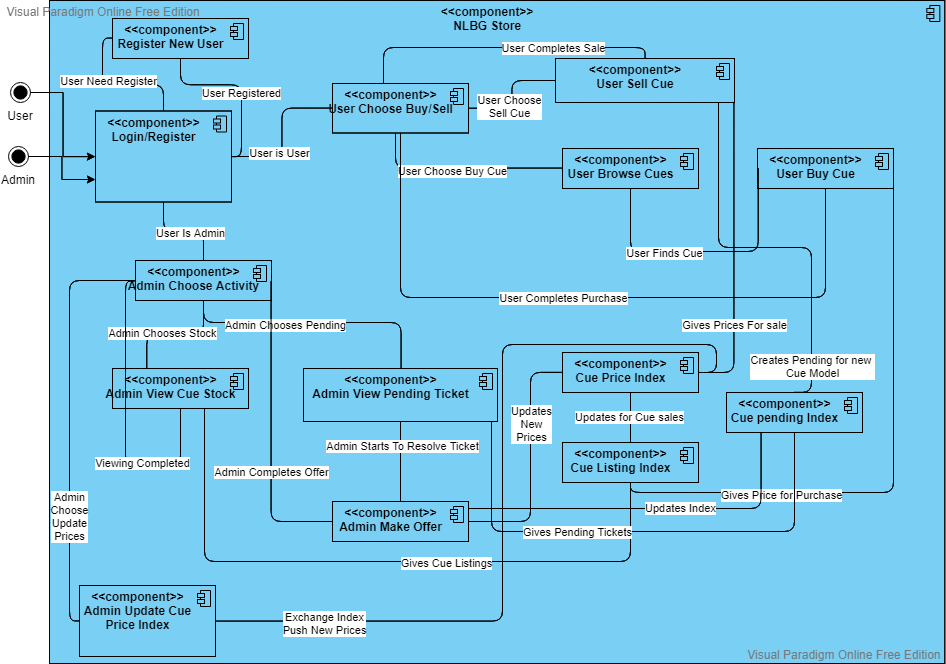 Visual Paradigm Online Free Edition
<<component>>
NLBG Store
<<component>>
Register New User
User Completes Sale
<<component>>
User Sell Cue
User Need Register
User Registered
User
<<component>>
Login/Register
<<component>>
User Choose Buy/Sell
User Choose
Sell Cue
User is User
Admin
User Choose Buy Cue
<<component>>
User Browse Cues
<<component>>
User Buy Cue
User Is Admin
User Finds Cue
<<component>>
Admin Choose Activity
User Completes Purchase
Admin Chooses Stock
Admin Chooses Pending
Gives Prices For sale
Creates Pending for new
Cue Model
<<component>>
Admin View Cue Stock
<<component>>
Admin View Pending Ticket
<<component>>
Cue Price Index
<<component>>
Cue pending Index
Updates
New
Prices
Updates for Cue sales
Admin Starts To Resolve Ticket
<<component>>
Cue Listing Index
Viewing Completed
Admin Completes Offer
Admin
Choose
Update
Prices
Gives Price for Purchase
Updates Index
<<component>>
Admin Make Offer
Gives Pending Tickets
Gives Cue Listings
<<component>>
Admin Update Cue
Price Index
Exchange Index
Push New Prices
Visual Paradigm Online Free Edition